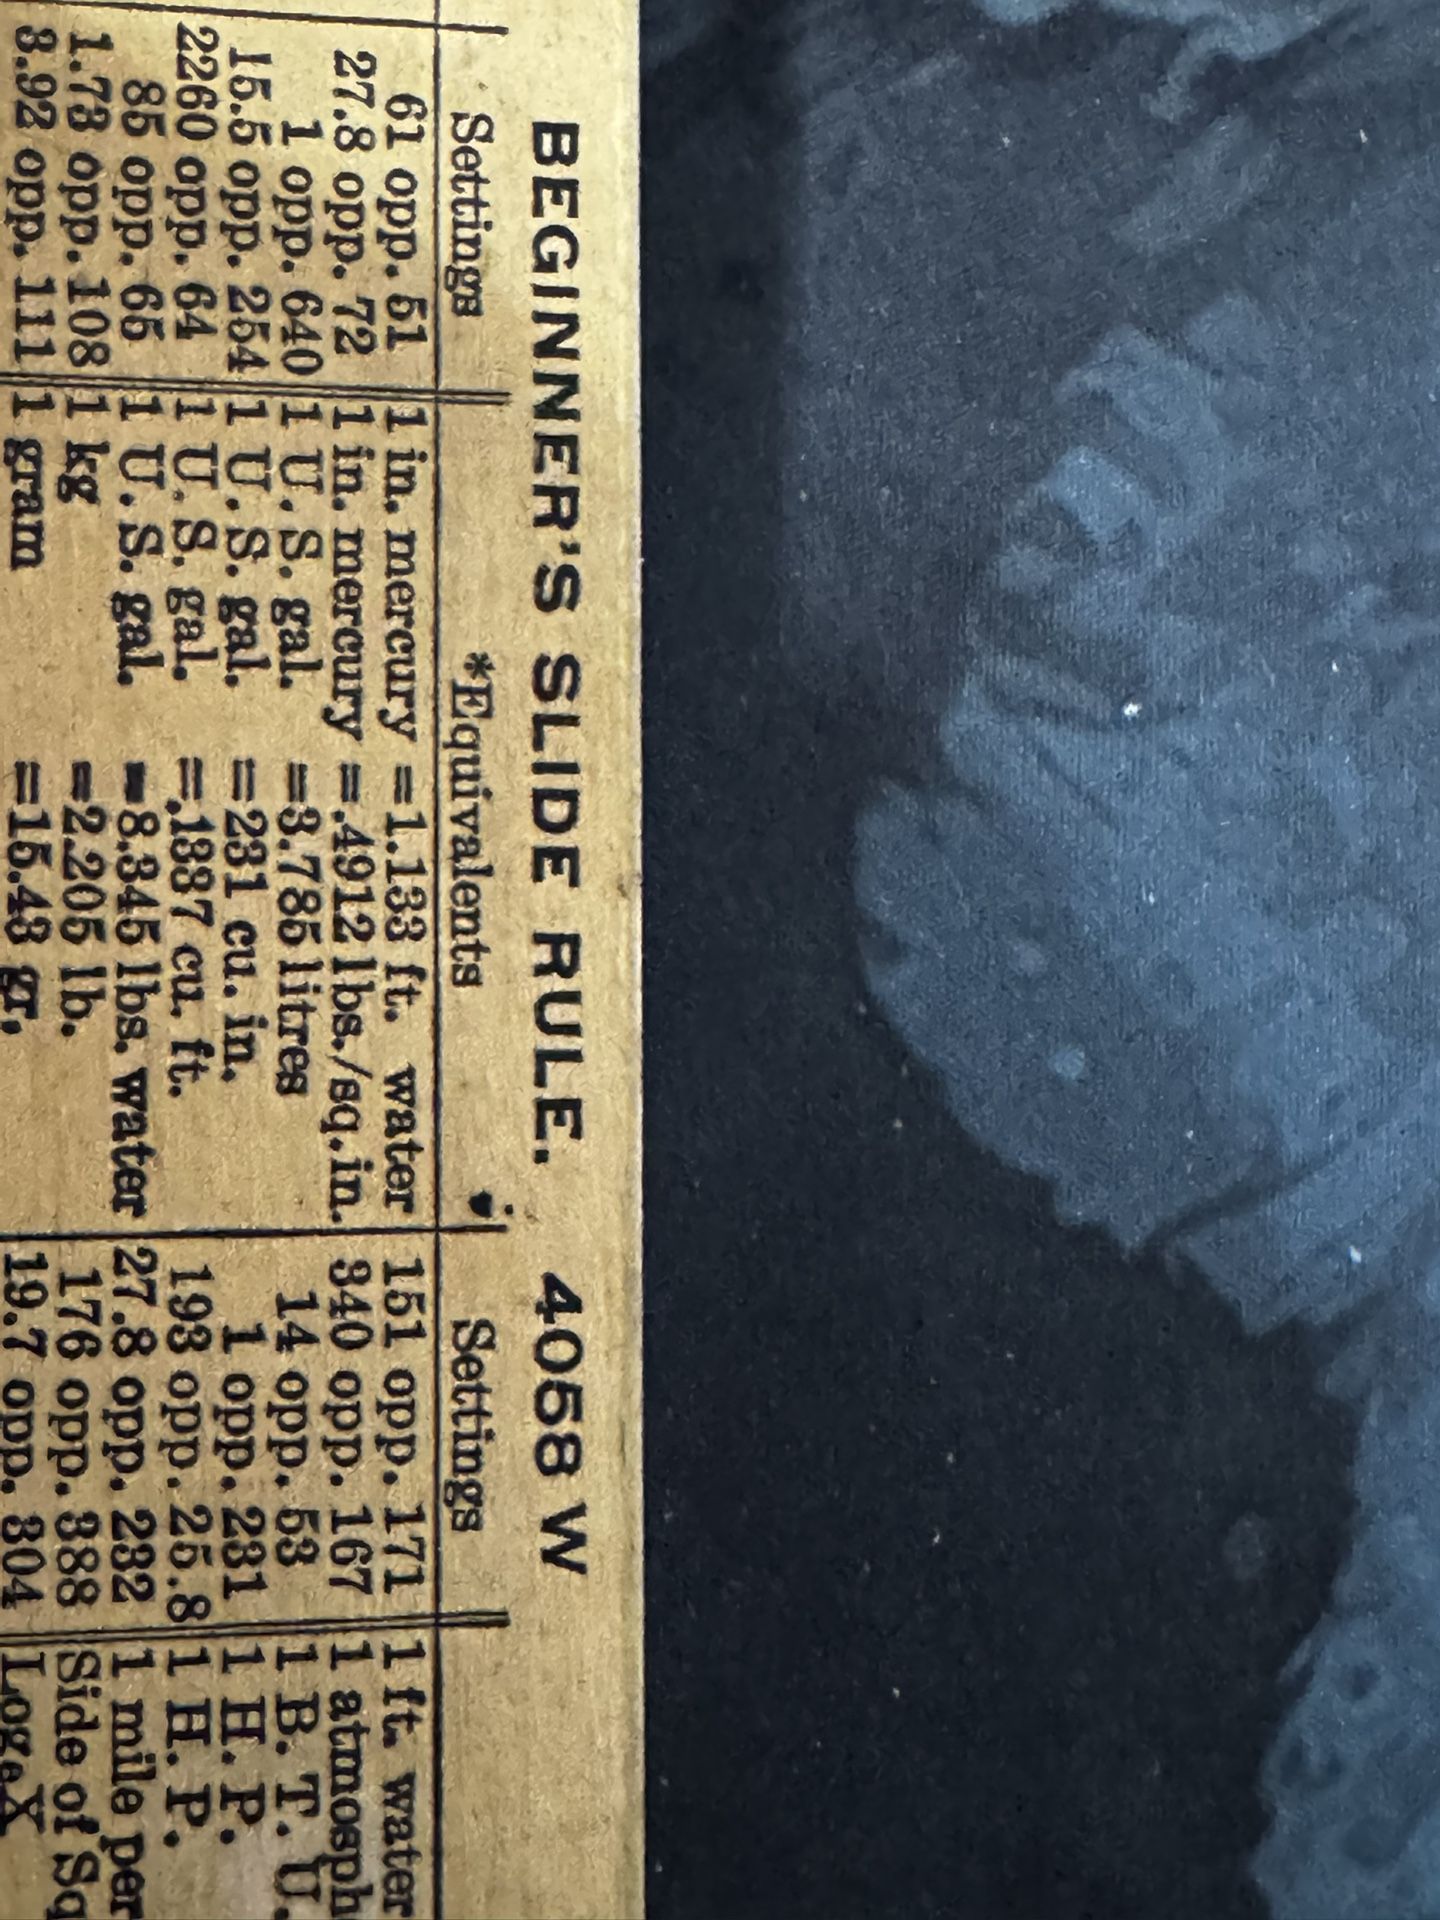 BEGINNER'S SLIDE RULE. 4058 W
Settings *Equivalents Settings
61 opp. 51 1 in. mercury =1.133 ft. water 151 opp. 171 1 ft. water
27.8 opp. 72 1 in. mercury =.4912 lbs./sq.in. 340 opp. 167 1 atmosph
1 opp. 640 1 U. S. gal. =3.785 litres 14 opp. 53 1 B. T. U.
15.5 opp. 254 1 U. S. gal. =231 cu. in. 1 opp. 231 1 H. P.
2260 opp. 64 1 U. S. gal. =.1337 cu. ft. 193 opp. 25.8 1 H. P.
85 opp. 65 1 U. S. gal. =8.345 lbs. water 27.8 opp. 232 1 mile per
1.73 opp. 108 1 kg =2.205 lb. 176 opp. 388 Side of Sq
3.92 opp. 111 1 gram =15.43 gr. 19.7 opp. 304 LogeX